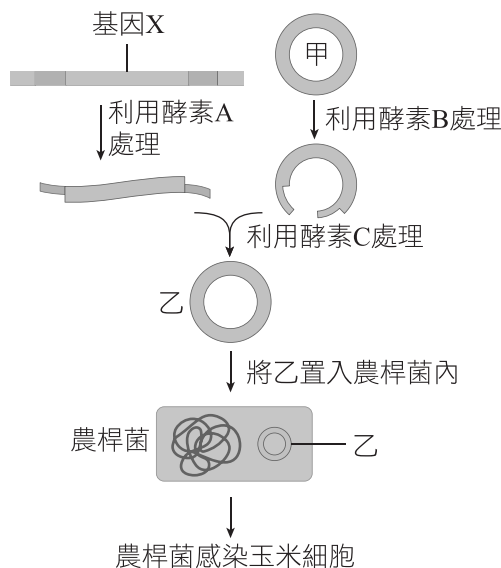 基因X
甲
利用酵素A
處理
利用酵素B處理
利用酵素C處理
乙
將乙置入農桿菌內
農桿菌
乙
農桿菌感染玉米細胞